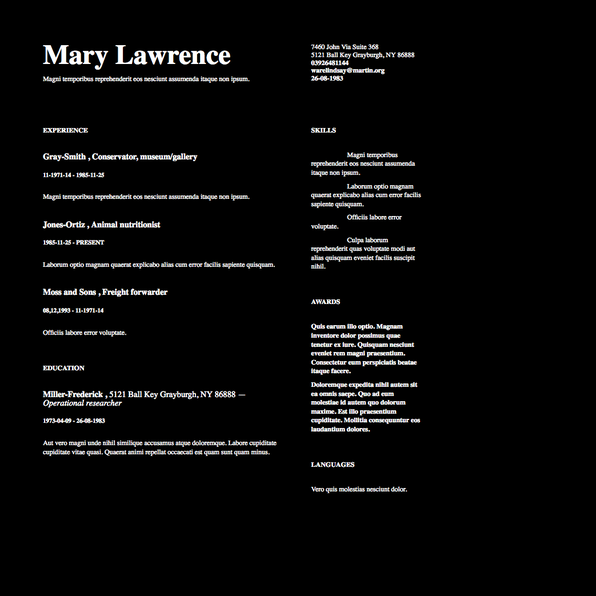 Mary Lawrence
Magni temporibus reprehenderit eos nesciunt assumenda itaque non ipsum.
7460 John Via Suite 368
5121 Ball Key Grayburgh, NY 86888
03926481144
warelindsay@martin.org
26-08-1983
EXPERIENCE
Gray-Smith , Conservator, museum/gallery
11-1971-14 - 1985-11-25
Magni temporibus reprehenderit eos nesciunt assumenda itaque non ipsum.
Jones-Ortiz , Animal nutritionist
1985-11-25 - PRESENT
Laborum optio magnam quaerat explicabo alias cum error facilis sapiente quisquam.
Moss and Sons , Freight forwarder
08,12,1993 - 11-1971-14
Officiis labore error voluptate.
EDUCATION
Miller-Frederick , 5121 Ball Key Grayburgh, NY 86888 —
Operational researcher
1973-04-09 - 26-08-1983
Aut vero magni unde nihil similique accusamus atque doloremque. Labore cupiditate
cupiditate vitae quasi. Quaerat animi repellat occaecati est quam sunt quam minus.
SKILLS
Magni temporibus
reprehenderit eos nesciunt assumenda
itaque non ipsum.
Laborum optio magnam
quaerat explicabo alias cum error facilis
sapiente quisquam.
Officiis labore error
voluptate.
Culpa laborum
reprehenderit quas voluptate modi aut
alias quisquam eveniet facilis suscipit
nihil.
AWARDS
Quis earum illo optio. Magnam
inventore dolor possimus quae
tenetur ex iure. Quisquam nesciunt
eveniet rem magni praesentium.
Consectetur eum perspiciatis beatae
itaque facere.
Doloremque expedita nihil autem sit
ea omnis saepe. Quo ad eum
molestiae id autem quo dolorum
maxime. Est illo praesentium
cupiditate. Mollitia consequuntur eos
laudantium dolores.
LANGUAGES
Vero quis molestias nesciunt dolor.